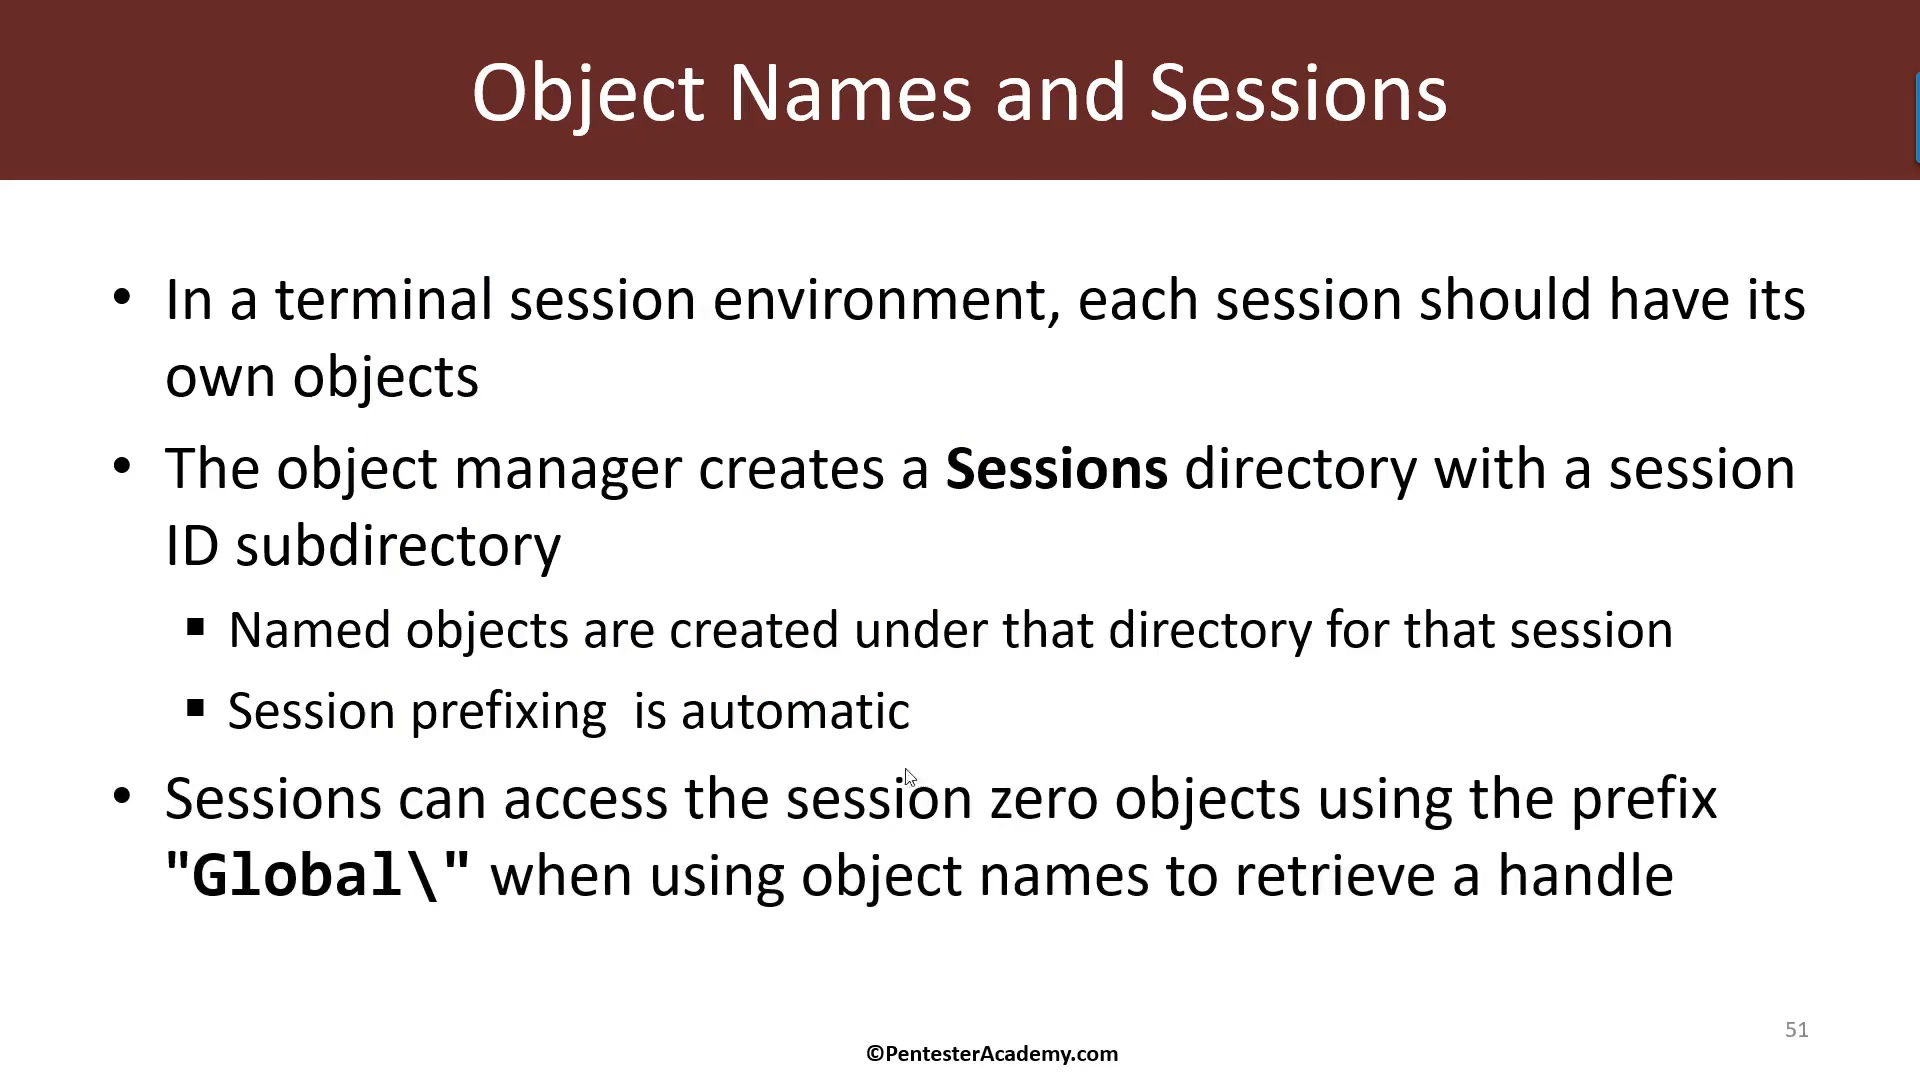 Object Names and Sessions
• In a terminal session environment, each session should have its
own objects
• The object manager creates a Sessions directory with a session
ID subdirectory
▪ Named objects are created under that directory for that session
▪ Session prefixing  is automatic
• Sessions can access the session zero objects using the prefix
"Global\" when using object names to retrieve a handle
51
©PentesterAcademy.com